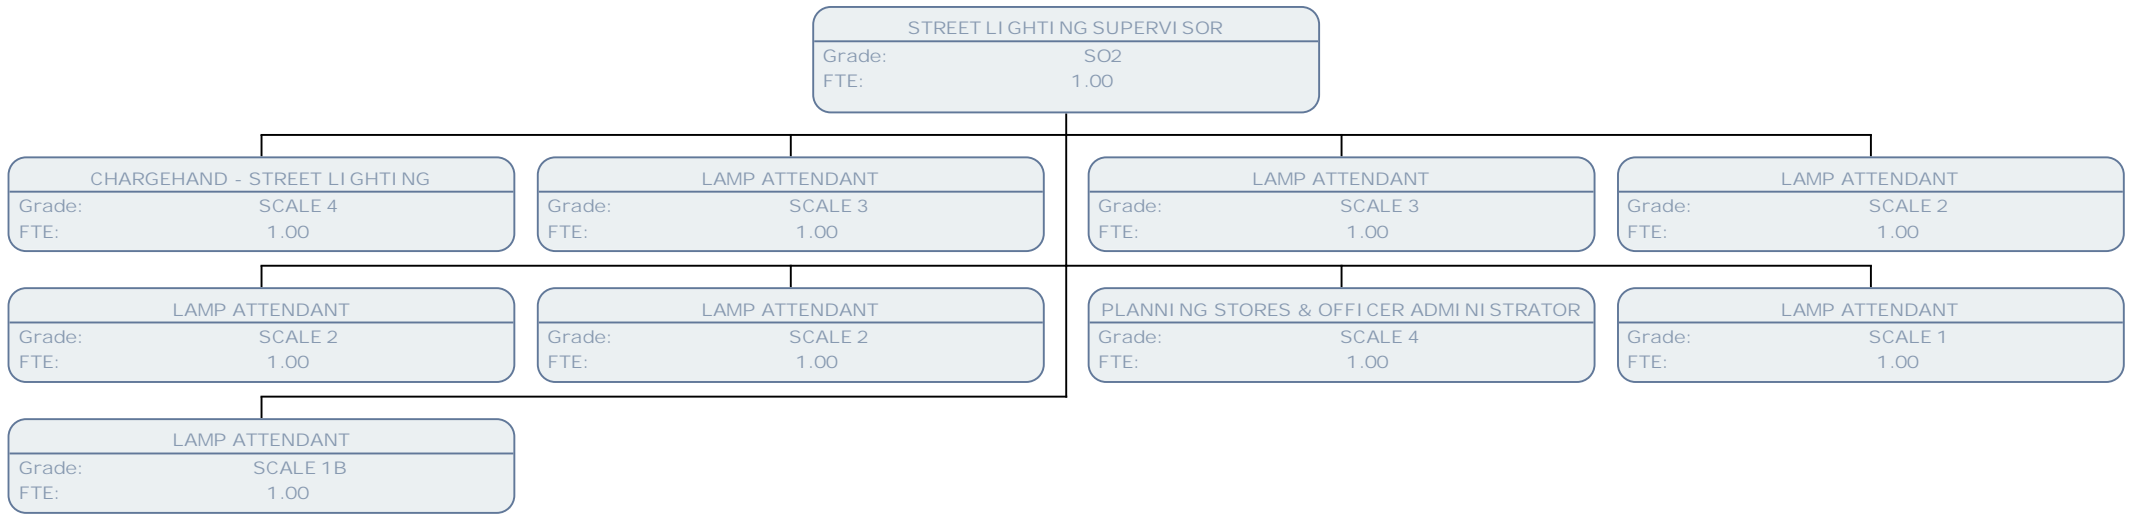 STREET LIGHTING SUPERVISOR
Grade: SO2
FTE: 1.00
CHARGEHAND - STREET LIGHTING
Grade: SCALE 4
FTE: 1.00
LAMP ATTENDANT
Grade: SCALE 3
FTE: 1.00
LAMP ATTENDANT
Grade: SCALE 3
FTE: 1.00
LAMP ATTENDANT
Grade: SCALE 2
FTE: 1.00
LAMP ATTENDANT
Grade: SCALE 2
FTE: 1.00
LAMP ATTENDANT
Grade: SCALE 2
FTE: 1.00
PLANNING STORES & OFFICER ADMINISTRATOR
Grade: SCALE 4
FTE: 1.00
LAMP ATTENDANT
Grade: SCALE 1
FTE: 1.00
LAMP ATTENDANT
Grade: SCALE 1B
FTE: 1.00